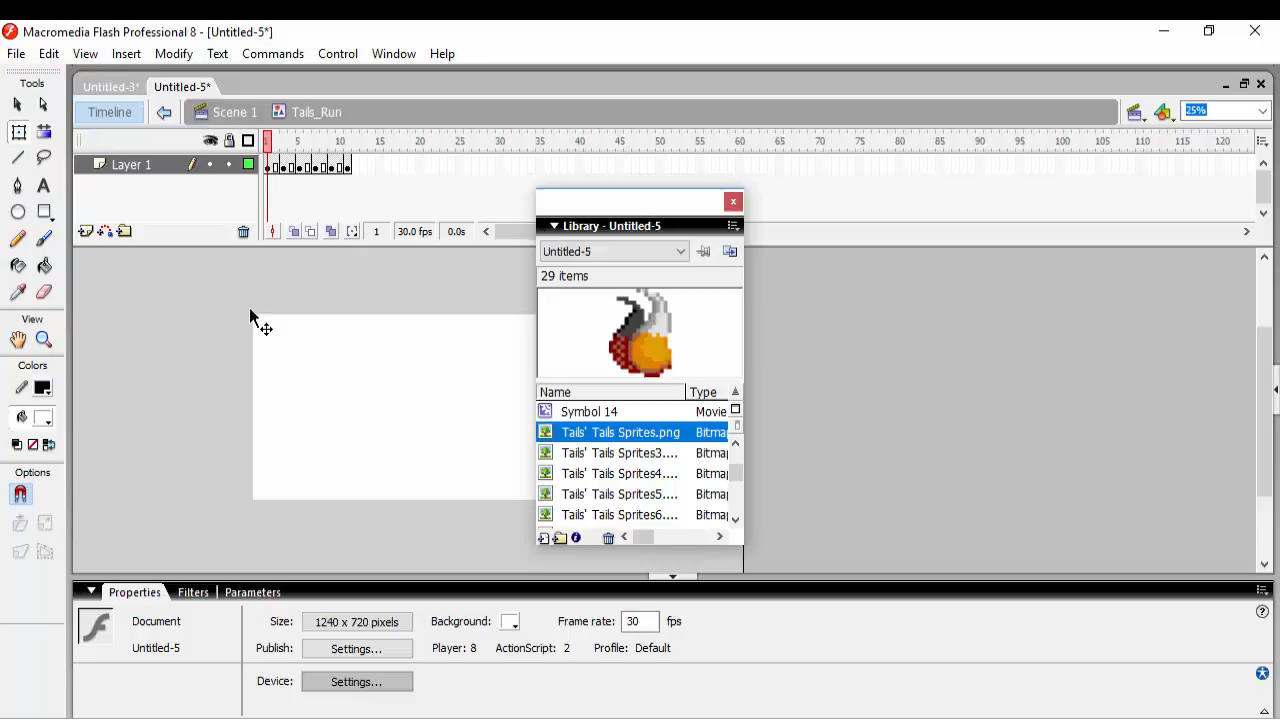 Macromedia Flash Professional 8 - [Untitled-5*]
File Edit View Insert Modify Text Commands Control Window Help
Tools
Untitled-3* Untitled-5*
Timeline Scene 1 Tails_Run 25%
1 5 10 15 20 25 30 35 40 45 50 55 60 65 70 75 80 85 90 95 100 105 110 115 120
Layer 1
1 30.0 fps 0.0s
Library - Untitled-5
Untitled-5
29 items
Name Type
Symbol 14 Movie
Tails' Tails Sprites.png Bitma
Tails' Tails Sprites3.... Bitma
Tails' Tails Sprites4.... Bitma
Tails' Tails Sprites5.... Bitma
Tails' Tails Sprites6.... Bitma
View
Colors
Options
Properties Filters Parameters
Document Size: 1240 x 720 pixels Background: Frame rate: 30 fps
Untitled-5 Publish: Settings... Player: 8 ActionScript: 2 Profile: Default
Device: Settings...